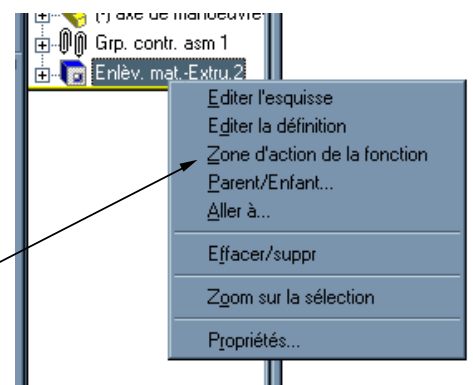 (-) axe de manoeuvre
Grp. contr. asm 1
Enlèv. mat.-Extru.2
Editer l'esquisse
Editer la définition
Zone d'action de la fonction
Parent/Enfant...
Aller à...
Effacer/suppr
Zoom sur la sélection
Propriétés...